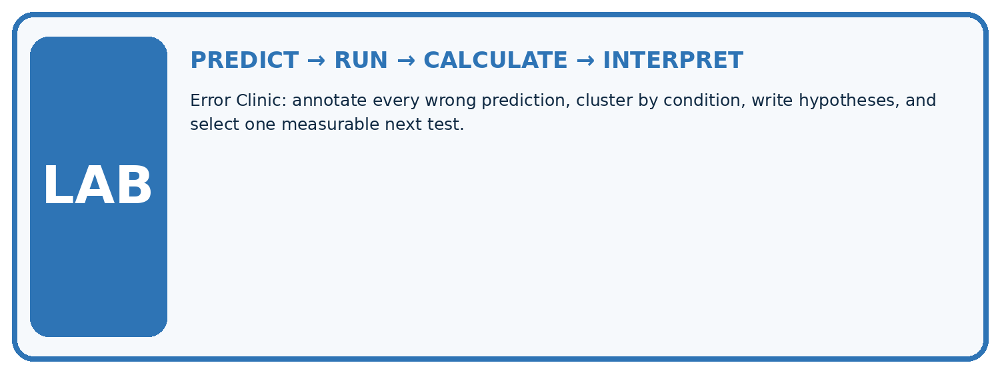 LAB
PREDICT → RUN → CALCULATE → INTERPRET
Error Clinic: annotate every wrong prediction, cluster by condition, write hypotheses, and
select one measurable next test.